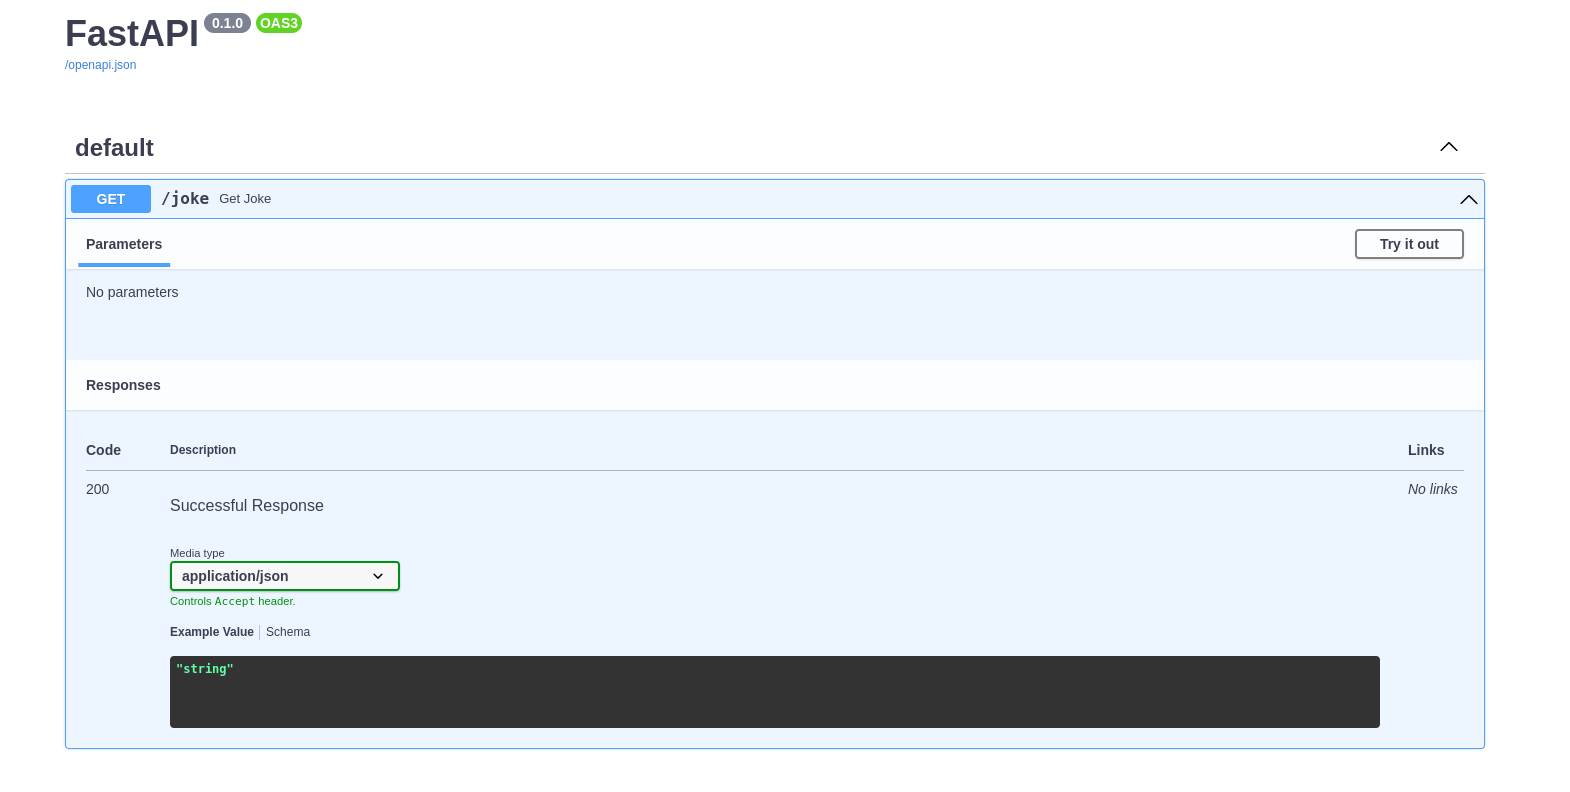 FastAPI 0.1.0 OAS3
/openapi.json
default
GET /joke Get Joke
Parameters Try it out
No parameters
Responses
Code Description Links
200 No links
Successful Response
Media type
application/json
Controls Accept header.
Example Value Schema
"string"